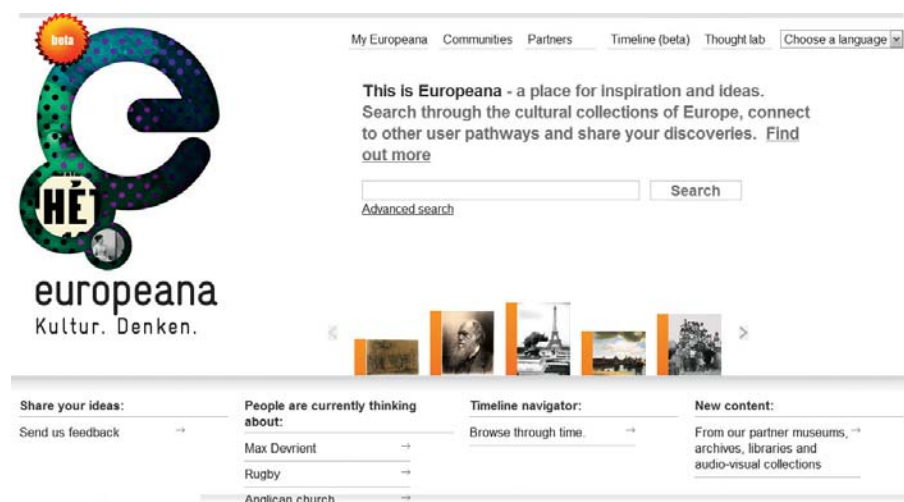 beta
My Europeana Communities Partners Timeline (beta) Thought lab Choose a language
This is Europeana - a place for inspiration and ideas.
Search through the cultural collections of Europe, connect
to other user pathways and share your discoveries. Find
out more
Search
Advanced search
HÉT
europeana
Kultur. Denken.
Share your ideas:
Send us feedback →
People are currently thinking
about:
Max Devrient →
Rugby →
Anglican church →
Timeline navigator:
Browse through time. →
New content:
From our partner museums, →
archives, libraries and
audio-visual collections